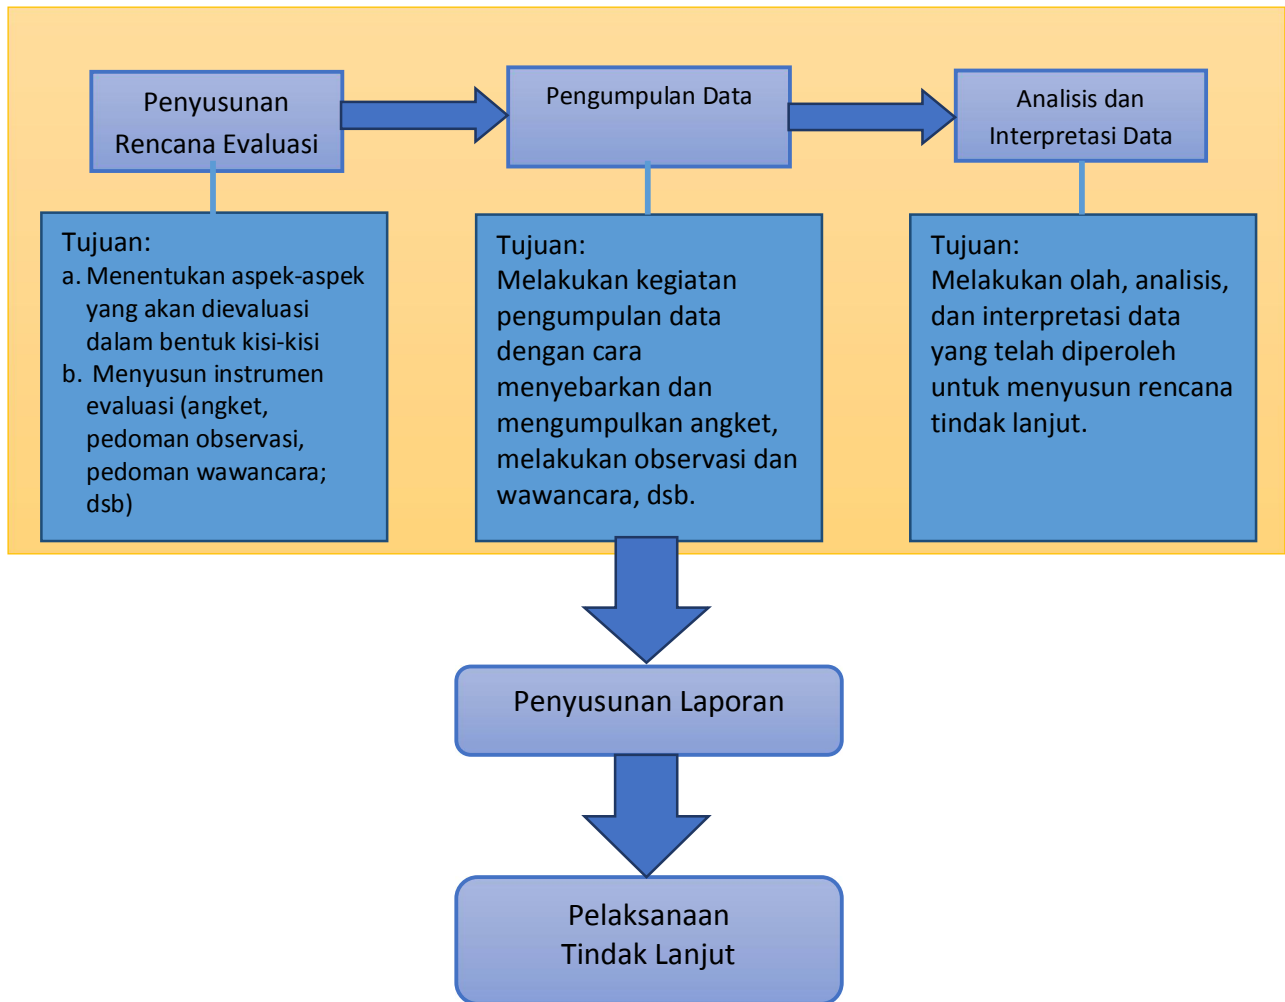 Penyusunan
Rencana Evaluasi
Pengumpulan Data
Analisis dan
Interpretasi Data
Tujuan:
a. Menentukan aspek-aspek
yang akan dievaluasi
dalam bentuk kisi-kisi
b. Menyusun instrumen
evaluasi (angket,
pedoman observasi,
pedoman wawancara;
dsb)
Tujuan:
Melakukan kegiatan
pengumpulan data
dengan cara
menyebarkan dan
mengumpulkan angket,
melakukan observasi dan
wawancara, dsb.
Tujuan:
Melakukan olah, analisis,
dan interpretasi data
yang telah diperoleh
untuk menyusun rencana
tindak lanjut.
Penyusunan Laporan
Pelaksanaan
Tindak Lanjut